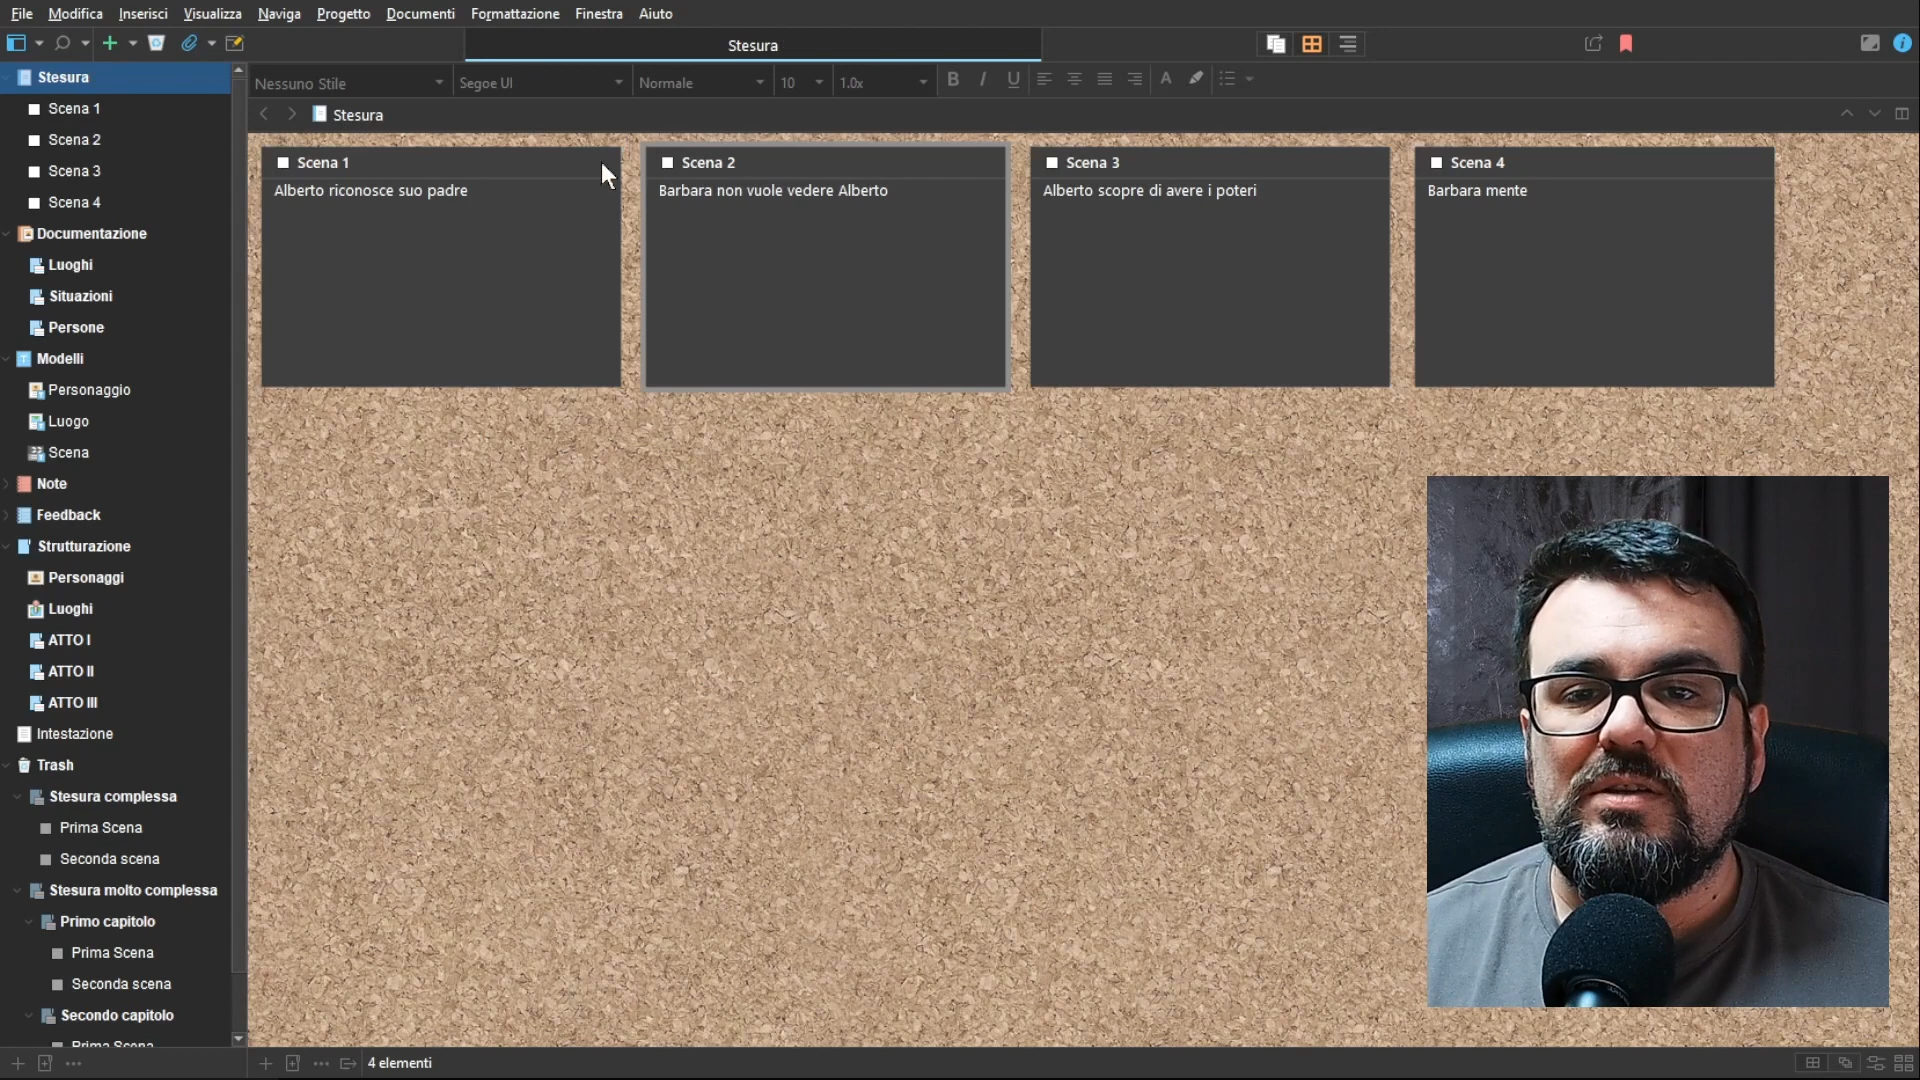 File Modifica Inserisci Visualizza Naviga Progetto Documenti Formattazione Finestra Aiuto
Stesura
Nessuno Stile Segoe UI Normale 10 1.0x B I U A
Stesura
Stesura
Scena 1
Scena 2
Scena 3
Scena 4
Documentazione
Luoghi
Situazioni
Persone
Modelli
Personaggio
Luogo
Scena
Note
Feedback
Strutturazione
Personaggi
Luoghi
ATTO I
ATTO II
ATTO III
Intestazione
Trash
Stesura complessa
Prima Scena
Seconda scena
Stesura molto complessa
Primo capitolo
Prima Scena
Seconda scena
Secondo capitolo
Prima Scena
Scena 1
Alberto riconosce suo padre
Scena 2
Barbara non vuole vedere Alberto
Scena 3
Alberto scopre di avere i poteri
Scena 4
Barbara mente
4 elementi